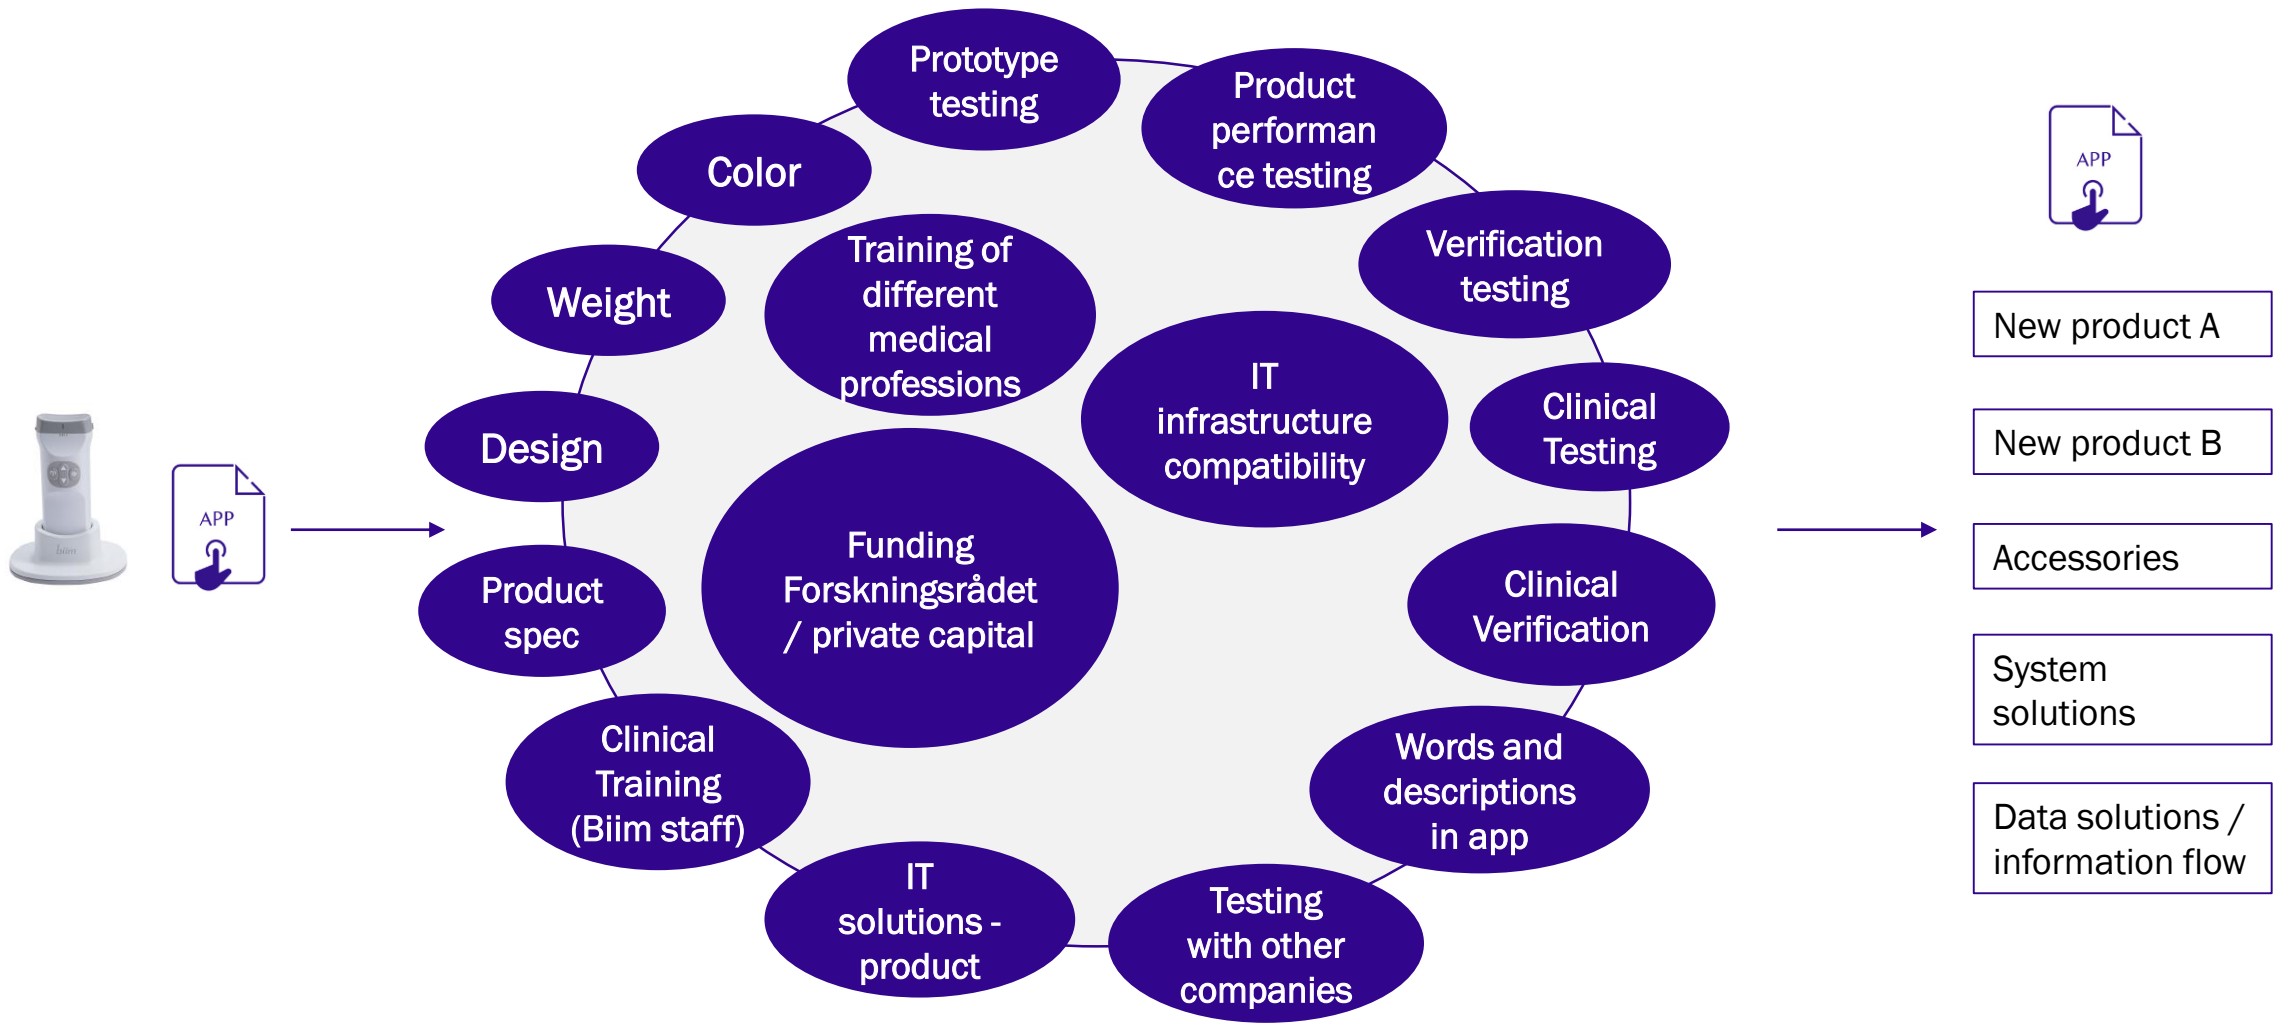 Prototype
testing
Product
performan
ce testing
Color
Verification
testing
Training of
different
medical
professions
Weight
IT
infrastructure
compatibility
Clinical
Testing
Design
Funding
Forskningsrådet
/ private capital
Product
spec
Clinical
Verification
Clinical
Training
(Biim staff)
Words and
descriptions
in app
IT
solutions -
product
Testing
with other
companies
biim
APP
APP
New product A
New product B
Accessories
System
solutions
Data solutions /
information flow